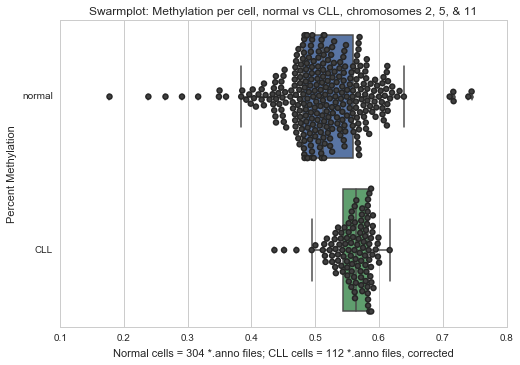 Swarmplot: Methylation per cell, normal vs CLL, chromosomes 2, 5, & 11
normal
Percent Methylation
CLL
0.1 0.2 0.3 0.4 0.5 0.6 0.7 0.8
Normal cells = 304 *.anno files; CLL cells = 112 *.anno files, corrected